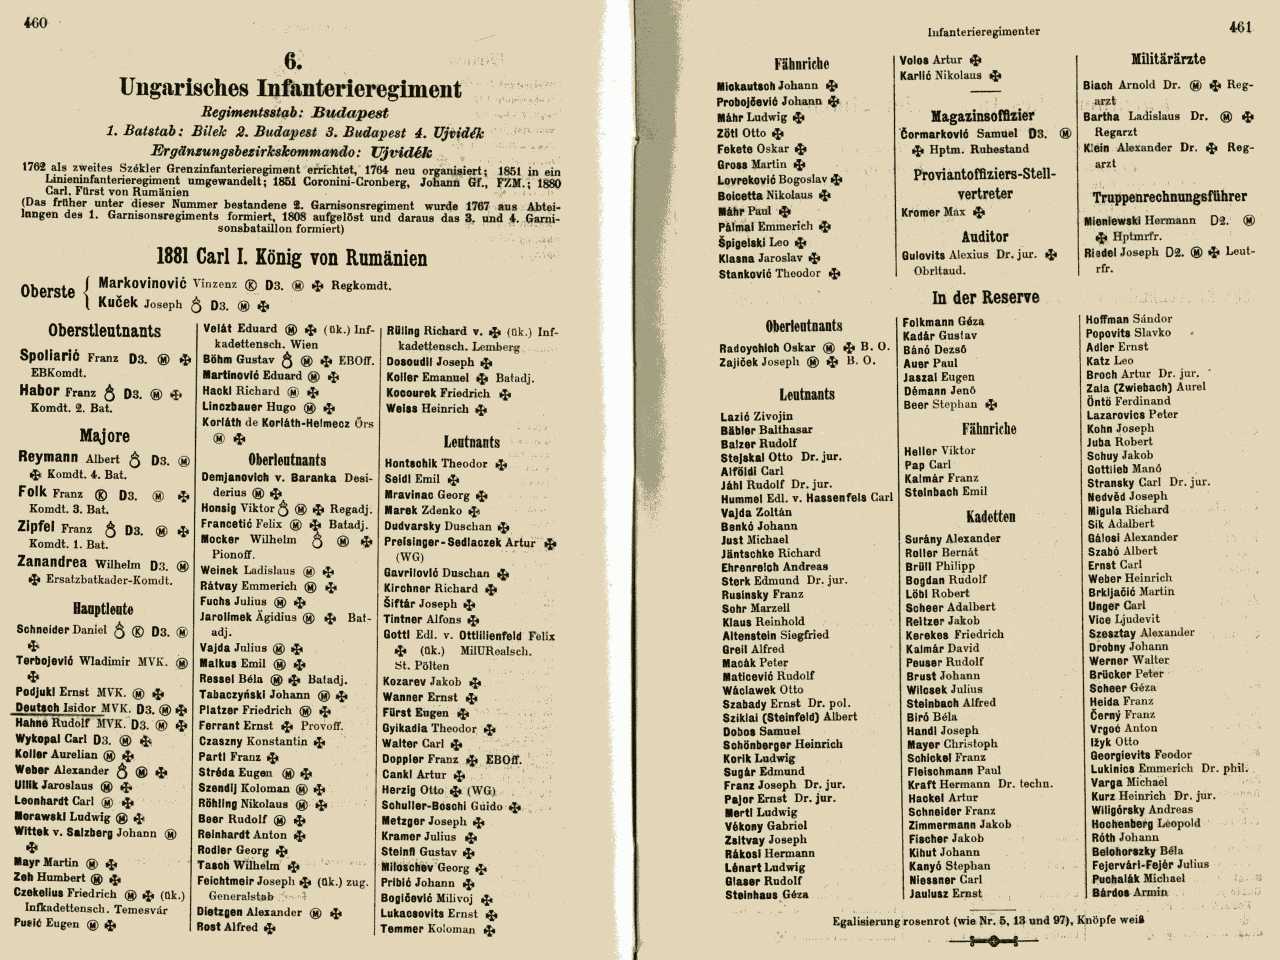 460
6.
Ungarisches Infanterieregiment
Regimentsstab: Budapest
1. Batstab: Bilek 2. Budapest 3. Budapest 4. Ujvidék
Ergänzungsbezirkskommando: Ujvidék
1762 als zweites Székler Grenzinfanterieregiment errichtet, 1764 neu organisiert; 1851 in ein
Linieninfanterieregiment umgewandelt; 1851 Coronini-Cronberg, Johann Gf., FZM.; 1880
Carl, Fürst von Rumänien
(Das früher unter dieser Nummer bestandene 2. Garnisonsregiment wurde 1767 aus Abtei-
lungen des 1. Garnisonsregiments formiert, 1808 aufgelöst und daraus das 3. und 4. Garni-
sonsbataillon formiert)
1881 Carl I. König von Rumänien
Oberste
Markovinović Vinzenz Ⓚ D3. Ⓜ ✠ Regkomdt.
Kuček Joseph D3. Ⓜ ✠
Oberstleutnants
Spoliarić Franz D3. Ⓜ ✠
EBKomdt.
Habor Franz D3. Ⓜ ✠
Komdt. 2. Bat.
Majore
Reymann Albert D3. Ⓜ
✠ Komdt. 4. Bat.
Folk Franz Ⓚ D3. Ⓜ ✠
Komdt. 3. Bat.
Zipfel Franz D3. Ⓜ ✠
Komdt. 1. Bat.
Zanandrea Wilhelm D3. Ⓜ
✠ Ersatzbatkader-Komdt.
Hauptleute
Schneider Daniel Ⓚ D3. Ⓜ
✠
Terbojević Wladimir MVK. Ⓜ
✠
Podjukl Ernst MVK. Ⓜ ✠
Deutsch Isidor MVK. D3. Ⓜ ✠
Hahne Rudolf MVK. D3. Ⓜ ✠
Wykopal Carl D3. Ⓜ ✠
Koller Aurelian Ⓜ ✠
Weber Alexander Ⓜ ✠
Ullik Jaroslaus Ⓜ ✠
Leonhardt Carl Ⓜ ✠
Morawski Ludwig Ⓜ ✠
Wittek v. Salzberg Johann Ⓜ
✠
Mayr Martin Ⓜ ✠
Zeh Humbert Ⓜ ✠
Czekelius Friedrich Ⓜ ✠ (ük.)
Infkadettensch. Temesvár
Pusić Eugen Ⓜ ✠
Velát Eduard Ⓜ ✠ (ük.) Inf-
kadettensch. Wien
Böhm Gustav Ⓜ ✠ EBOff.
Martinović Eduard Ⓜ ✠
Hackl Richard Ⓜ ✠
Linczbauer Hugo Ⓜ ✠
Korláth de Korláth-Helmecz Örs
Ⓜ ✠
Oberleutnants
Demjanovich v. Baranka Desi-
derius Ⓜ ✠
Honsig Viktor Ⓜ ✠ Regadj.
Francetić Felix Ⓜ ✠ Batadj.
Mocker Wilhelm Ⓜ ✠
Pionoff.
Weinek Ladislaus Ⓜ ✠
Rátvay Emmerich Ⓜ ✠
Fuchs Julius Ⓜ ✠
Jarolimek Ägidius Ⓜ ✠ Bat-
adj.
Vajda Julius Ⓜ ✠
Malkus Emil Ⓜ ✠
Ressel Béla Ⓜ ✠ Batadj.
Tabaczyński Johann Ⓜ ✠
Platzer Friedrich Ⓜ ✠
Ferrant Ernst ✠ Provoff.
Czaszny Konstantin ✠
Partl Franz ✠
Stréda Eugen Ⓜ ✠
Szendij Koloman Ⓜ ✠
Röhling Nikolaus Ⓜ ✠
Beer Rudolf Ⓜ ✠
Reinhardt Anton ✠
Rodler Georg ✠
Tasch Wilhelm ✠
Feichtmeir Joseph ✠ (ük.) zug.
Generalstab
Dietzgen Alexander Ⓜ ✠
Rost Alfred ✠
Rüling Richard v. ✠ (ük.) Inf-
kadettensch. Lemberg
Dosoudil Joseph ✠
Koller Emanuel ✠ Batadj.
Kocourek Friedrich ✠
Weiss Heinrich ✠
Leutnants
Hontschik Theodor ✠
Seidl Emil ✠
Mravinac Georg ✠
Marek Zdenko ✠
Dudvarsky Duschan ✠
Preisinger-Sedlaczek Artur ✠
(WG)
Gavrilović Duschan ✠
Kirchner Richard ✠
Šiftár Joseph ✠
Tintner Alfons ✠
Gottl Edl. v. Ottlilienfeld Felix
✠ (ük.) MilURealsch.
St. Pölten
Kozarev Jakob ✠
Wanner Ernst ✠
Fürst Eugen ✠
Gyikadia Theodor ✠
Walter Carl ✠
Doppler Franz ✠ EBOff.
Cankl Artur ✠
Herzig Otto ✠ (WG)
Schuller-Boschi Guido ✠
Metzger Joseph ✠
Kramer Julius ✠
Steinfl Gustav ✠
Miloschev Georg ✠
Pribić Johann ✠
Bogičević Milivoj ✠
Lukacsovits Ernst ✠
Temmer Koloman ✠
Infanterieregimenter
461
Fähnriche
Miokautsch Johann ✠
Probojčević Johann ✠
Máhr Ludwig ✠
Zötl Otto ✠
Fekete Oskar ✠
Gross Martin ✠
Lovreković Bogoslav ✠
Boicetta Nikolaus ✠
Máhr Paul ✠
Pálmai Emmerich ✠
Špigelski Leo ✠
Klasna Jaroslav ✠
Stanković Theodor ✠
Volos Artur ✠
Karlić Nikolaus ✠
Magazinsoffizier
Čormarković Samuel D3. Ⓜ
✠ Hptm. Ruhestand
Proviantoffiziers-Stell-
vertreter
Kromer Max ✠
Auditor
Gulovits Alexius Dr. jur. ✠
Obrltaud.
Militärärzte
Biach Arnold Dr. Ⓜ ✠ Reg-
arzt
Bartha Ladislaus Dr. Ⓜ ✠
Regarzt
Klein Alexander Dr. ✠ Reg-
arzt
Truppenrechnungsführer
Mieniewski Hermann D2. Ⓜ
✠ Hptmrfr.
Riedel Joseph D2. Ⓜ ✠ Leut-
rfr.
In der Reserve
Oberleutnants
Radoychich Oskar Ⓜ ✠ B. O.
Zajiček Joseph Ⓜ ✠ B. O.
Leutnants
Lazić Zivojin
Bäbler Balthasar
Balzer Rudolf
Stejskal Otto Dr. jur.
Alföldi Carl
Jáhl Rudolf Dr. jur.
Hummel Edl. v. Hassenfels Carl
Vajda Zoltán
Benkő Johann
Just Michael
Jäntschke Richard
Ehrenreich Andreas
Sterk Edmund Dr. jur.
Rusinsky Franz
Sohr Marzell
Klaus Reinhold
Altenstein Siegfried
Greil Alfred
Macák Peter
Maticević Rudolf
Wáclawek Otto
Szabady Ernst Dr. pol.
Sziklai (Steinfeld) Albert
Dobos Samuel
Schönberger Heinrich
Korik Ludwig
Sugár Edmund
Franz Joseph Dr. jur.
Pajor Ernst Dr. jur.
Mertl Ludwig
Vékony Gabriel
Zsitvay Joseph
Rákosi Hermann
Lénart Ludwig
Glaser Rudolf
Steinhaus Géza
Folkmann Géza
Kadár Gustav
Bánó Dezső
Auer Paul
Jaszai Eugen
Démann Jenő
Beer Stephan ✠
Fähnriche
Heller Viktor
Pap Carl
Kalmár Franz
Steinbach Emil
Kadetten
Surány Alexander
Roller Bernát
Brüll Philipp
Bogdan Rudolf
Löbl Robert
Scheer Adalbert
Reitzer Jakob
Kerekes Friedrich
Kalmár David
Peuser Rudolf
Brust Johann
Wilcsek Julius
Steinbach Alfred
Biró Béla
Handl Joseph
Mayer Christoph
Schickel Franz
Fleischmann Paul
Kraft Hermann Dr. techn.
Hackel Artur
Schneider Franz
Zimmermann Jakob
Fischer Jakob
Kihut Johann
Kanyó Stephan
Niessner Carl
Jaulusz Ernst
Hoffman Sándor
Popovits Slavko
Adler Ernst
Katz Leo
Broch Artur Dr. jur.
Zala (Zwiebach) Aurel
Öntö Ferdinand
Lazarovics Peter
Kohn Joseph
Juba Robert
Schuy Jakob
Gottlieb Manó
Stransky Carl Dr. jur.
Nedvěd Joseph
Migula Richard
Sik Adalbert
Gálosi Alexander
Szabó Albert
Ernst Carl
Weber Heinrich
Brkljačić Martin
Unger Carl
Vice Ljudevit
Szesztay Alexander
Drobny Johann
Werner Walter
Brücker Peter
Scheer Géza
Heida Franz
Černý Franz
Vrgoć Anton
Ižyk Otto
Georgievits Feodor
Lukinics Emmerich Dr. phil.
Varga Michael
Kurz Heinrich Dr. jur.
Wiligórsky Andreas
Hochenberg Leopold
Róth Johann
Belohorszky Béla
Fejervári-Fejér Julius
Puchalák Michael
Bárdos Armin
Egalisierung rosenrot (wie Nr. 5, 13 und 97), Knöpfe weiß